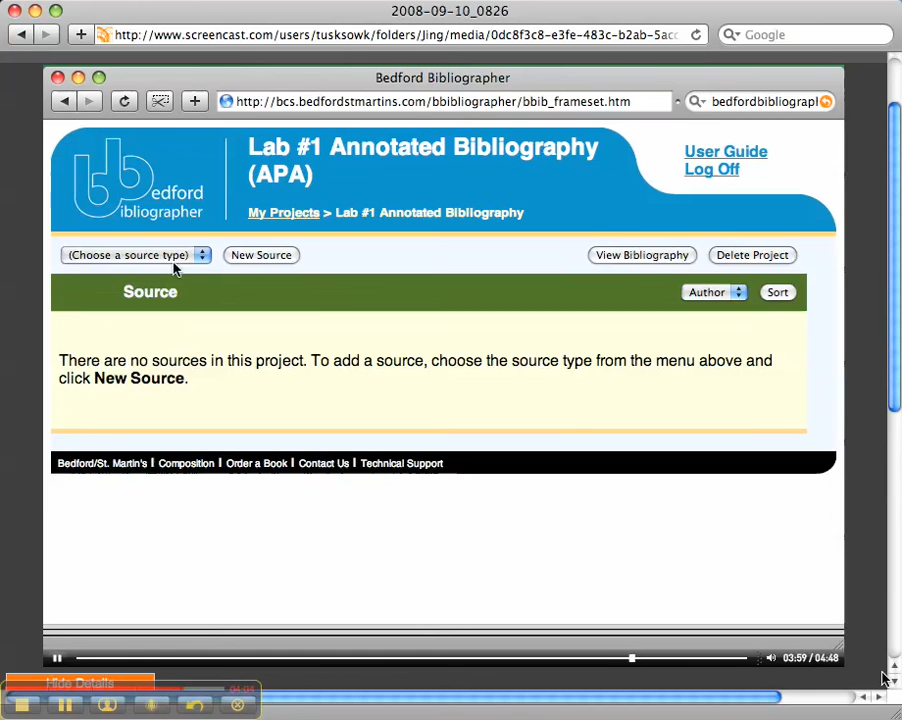 2008-09-10_0826
http://www.screencast.com/users/tusksowk/folders/Jing/media/0dc8f3c8-e3fe-483c-b2ab-5acc
Google
Bedford Bibliographer
http://bcs.bedfordstmartins.com/bbibliographer/bbib_frameset.htm
bedfordbibliograpl
bedford
bibliographer
Lab #1 Annotated Bibliography
(APA)
My Projects > Lab #1 Annotated Bibliography
User Guide
Log Off
(Choose a source type)
New Source
View Bibliography
Delete Project
Source
Author
Sort
There are no sources in this project. To add a source, choose the source type from the menu above and
click New Source.
Bedford/St. Martin's | Composition | Order a Book | Contact Us | Technical Support
03:59 / 04:48
Hide Details